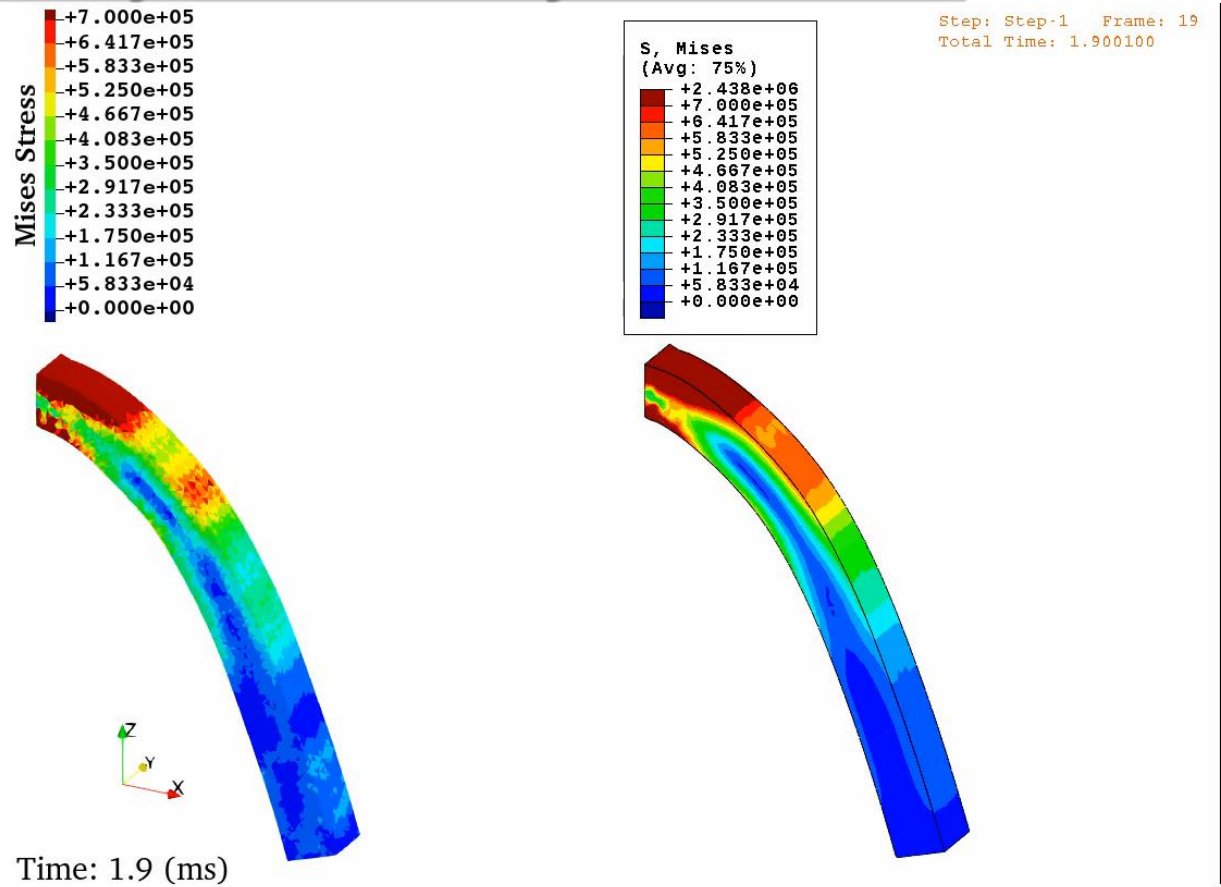 +7.000e+05
+6.417e+05
+5.833e+05
+5.250e+05
+4.667e+05
+4.083e+05
+3.500e+05
+2.917e+05
+2.333e+05
+1.750e+05
+1.167e+05
+5.833e+04
+0.000e+00
Mises Stress
S, Mises
(Avg: 75%)
+2.438e+06
+7.000e+05
+6.417e+05
+5.833e+05
+5.250e+05
+4.667e+05
+4.083e+05
+3.500e+05
+2.917e+05
+2.333e+05
+1.750e+05
+1.167e+05
+5.833e+04
+0.000e+00
Step: Step-1 Frame: 19
Total Time: 1.900100
Z
Y
X
Time: 1.9 (ms)